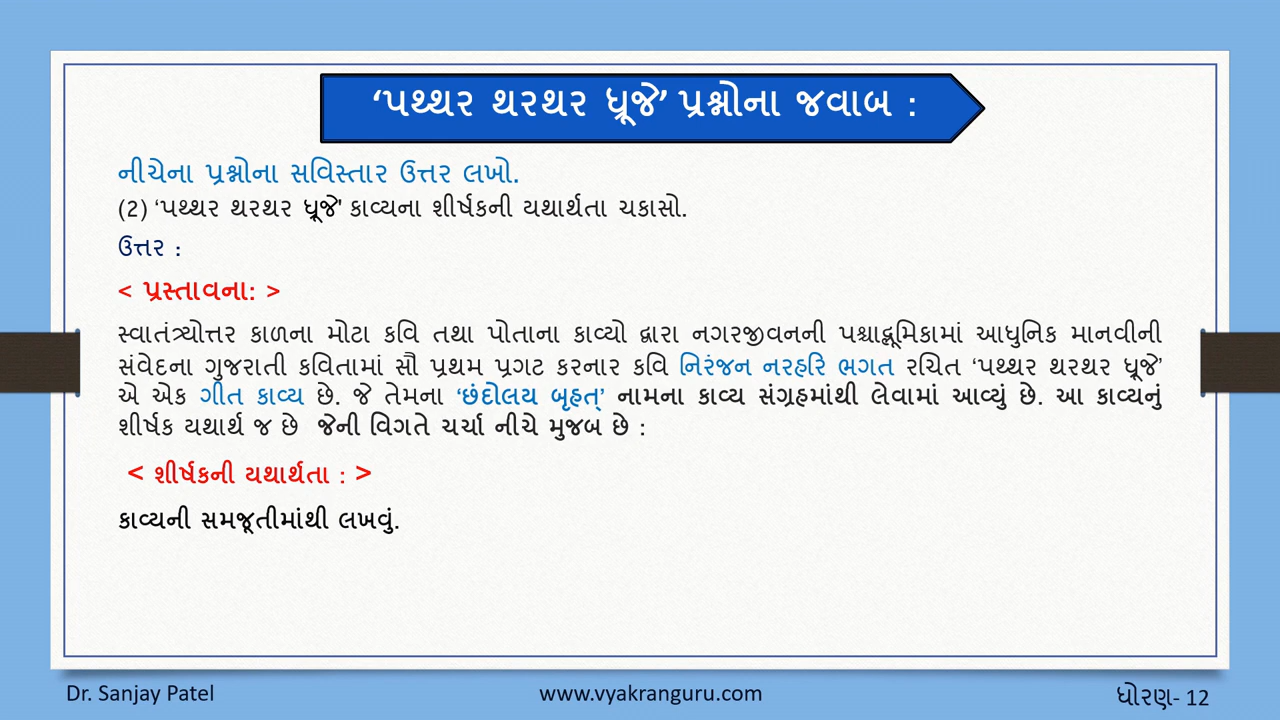 ‘પથ્થર થરથર ધ્રૂજે’ પ્રશ્નોના જવાબ :
નીચેના પ્રશ્નોના સવિસ્તાર ઉત્તર લખો.
(2) ‘પથ્થર થરથર ધ્રૂજે' કાવ્યના શીર્ષકની યથાર્થતા ચકાસો.
ઉત્તર :
< પ્રસ્તાવના: >
સ્વાતંત્ર્યોત્તર કાળના મોટા કવિ તથા પોતાના કાવ્યો દ્વારા નગરજીવનની પશ્ચાદ્ભૂમિકામાં આધુનિક માનવીની
સંવેદના ગુજરાતી કવિતામાં સૌ પ્રથમ પ્રગટ કરનાર કવિ નિરંજન નરહરિ ભગત રચિત ‘પથ્થર થરથર ધ્રૂજે’
એ એક ગીત કાવ્ય છે. જે તેમના ‘છંદોલય બૃહત્’ નામના કાવ્ય સંગ્રહમાંથી લેવામાં આવ્યું છે. આ કાવ્યનું
શીર્ષક યથાર્થ જ છે જેની વિગતે ચર્ચા નીચે મુજબ છે :
< શીર્ષકની યથાર્થતા : >
કાવ્યની સમજૂતીમાંથી લખવું.
Dr. Sanjay Patel www.vyakranguru.com ધોરણ- 12